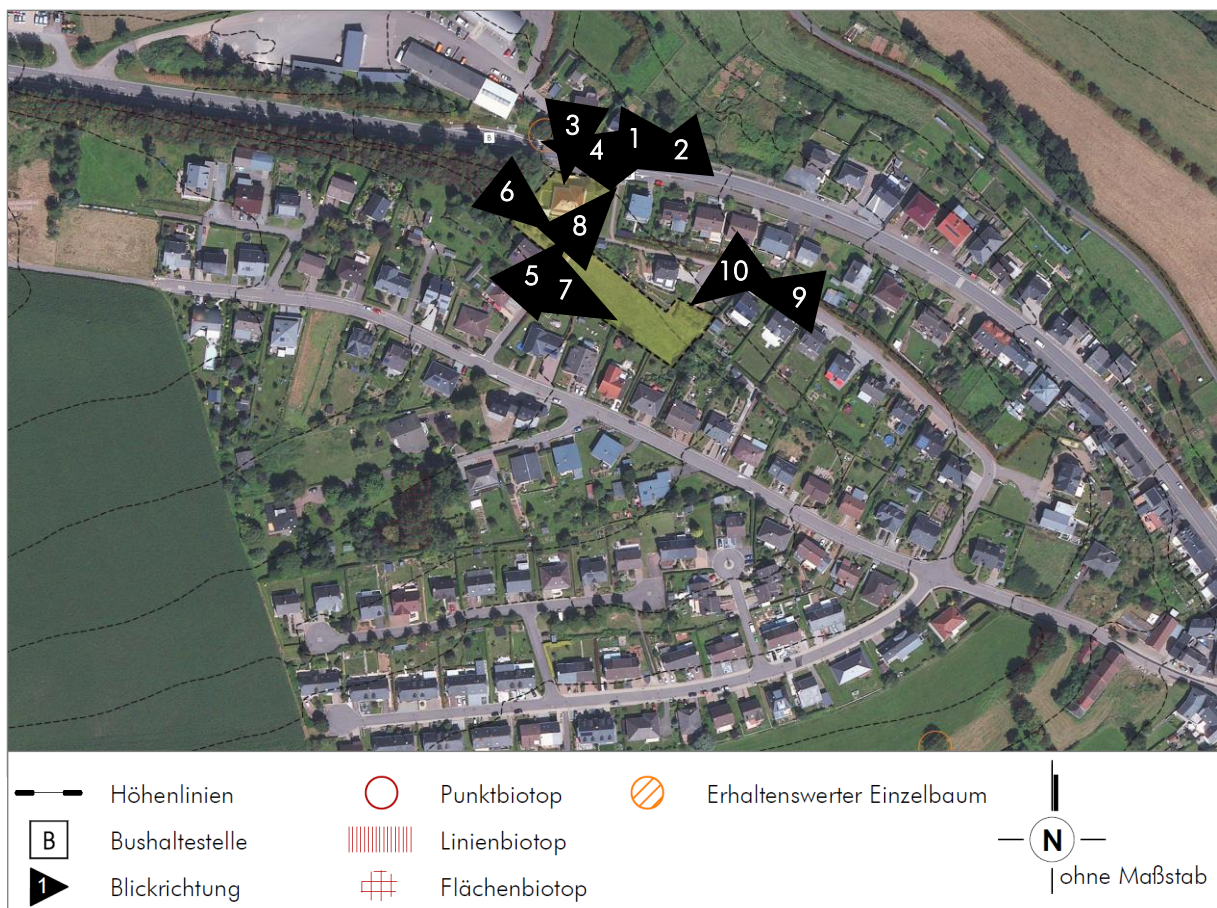 B
3
1
4
2
6
8
5
7
10
9
Höhenlinien
Punktbiotop
Erhaltenswerter Einzelbaum
B
Bushaltestelle
Linienbiotop
N
1
Blickrichtung
Flächenbiotop
ohne Maßstab